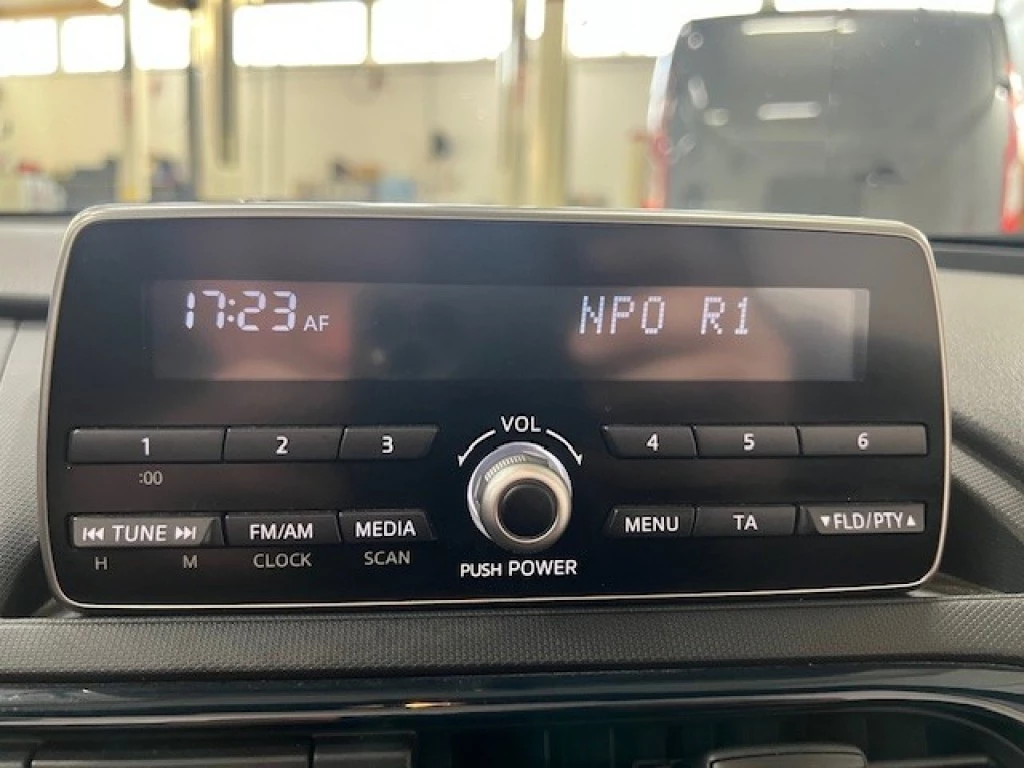 17:23 AF NPO R1
VOL
1 2 3 4 5 6
:00
TUNE FM/AM MEDIA MENU TA ▼FLD/PTY▲
H M CLOCK SCAN
PUSH POWER